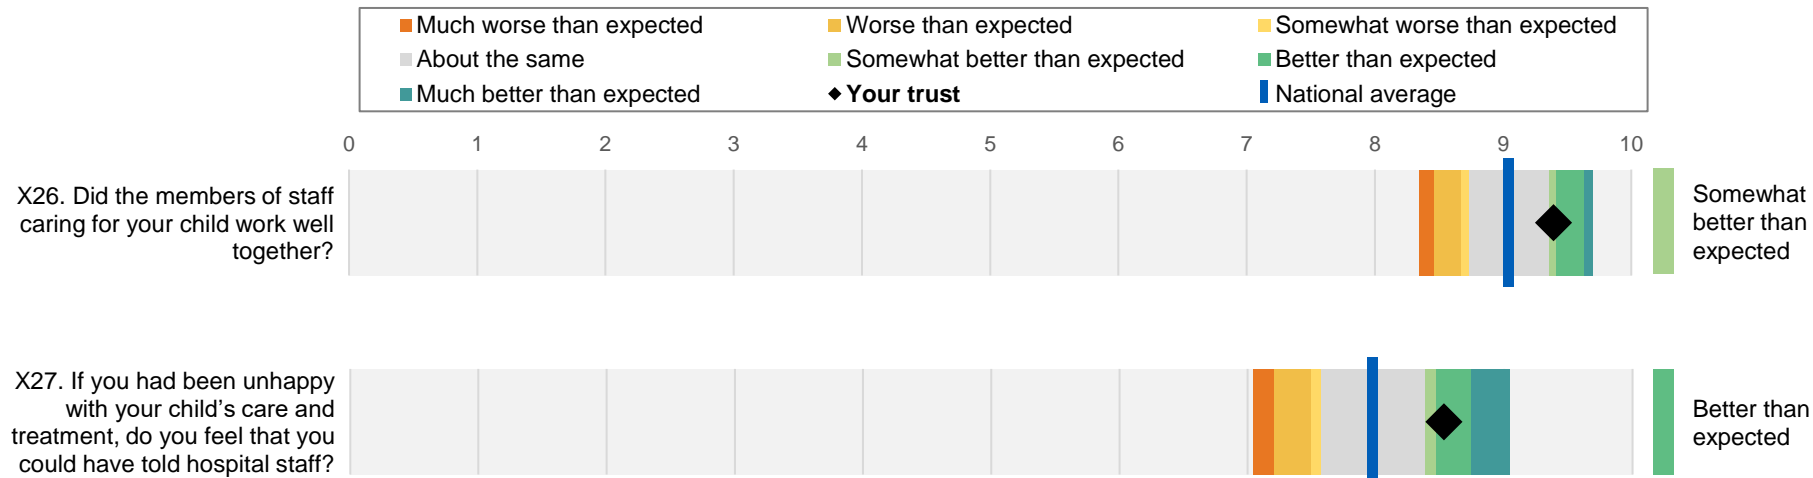 Much worse than expected
Worse than expected
Somewhat worse than expected
About the same
Somewhat better than expected
Better than expected
Much better than expected
Your trust
National average
0 1 2 3 4 5 6 7 8 9 10
X26. Did the members of staff
caring for your child work well
together?
Somewhat
better than
expected
X27. If you had been unhappy
with your child’s care and
treatment, do you feel that you
could have told hospital staff?
Better than
expected